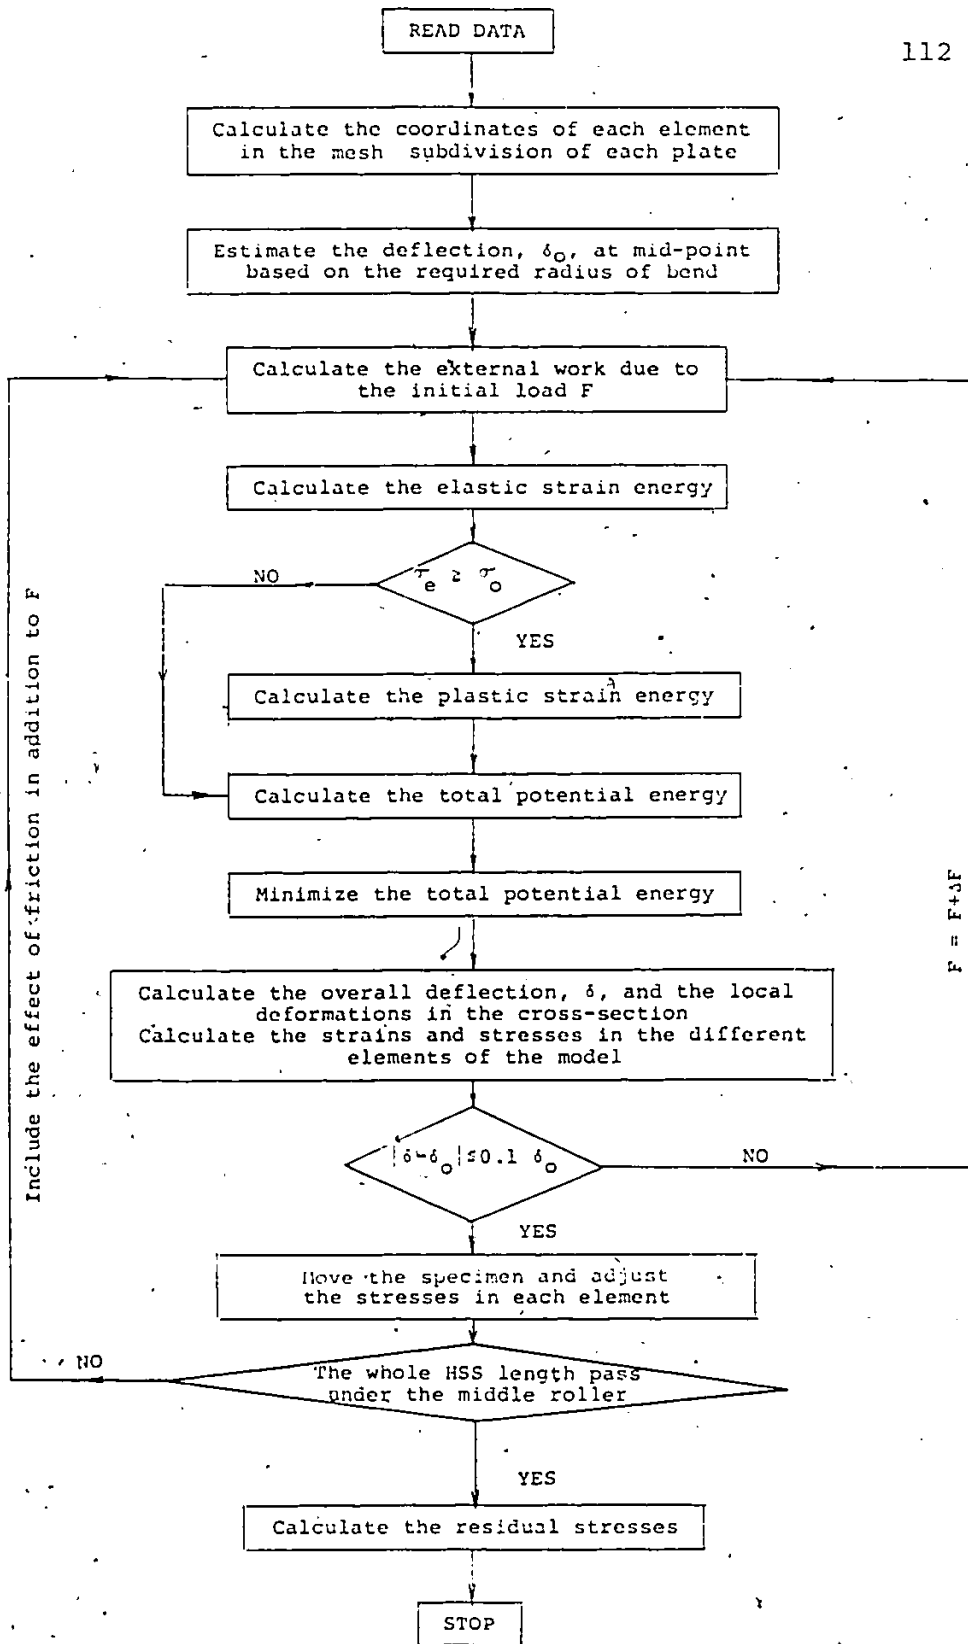 112
READ DATA
Calculate the coordinates of each element
in the mesh subdivision of each plate
Estimate the deflection, δo, at mid-point
based on the required radius of bend
Calculate the external work due to
the initial load F
Calculate the elastic strain energy
σe ≥ σo
NO
YES
Calculate the plastic strain energy
Calculate the total potential energy
Minimize the total potential energy
Calculate the overall deflection, δ, and the local
deformations in the cross-section
Calculate the strains and stresses in the different
elements of the model
|δ-δo|≤0.1 δo
NO
F = F+ΔF
YES
Move the specimen and adjust
the stresses in each element
The whole HSS length pass
under the middle roller
NO
Include the effect of friction in addition to F
YES
Calculate the residual stresses
STOP